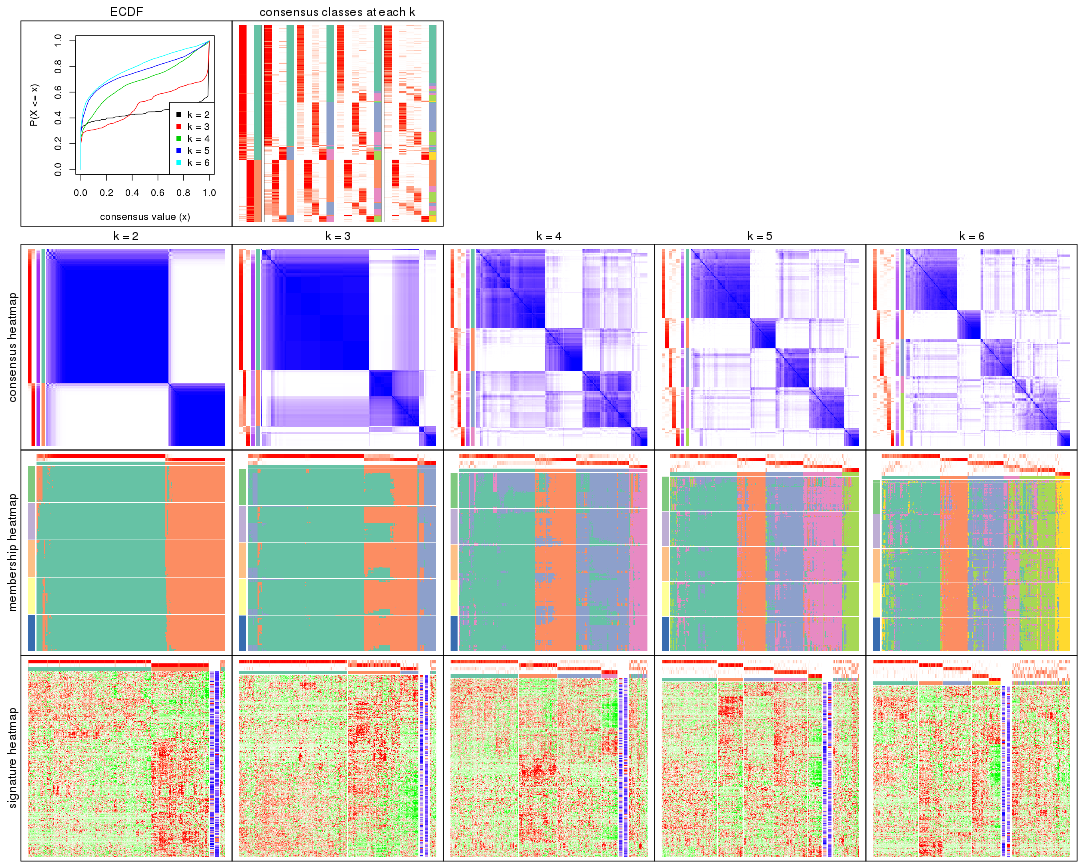 ECDF
consensus classes at each k
P(X <= x)
0.0
0.2
0.4
0.6
0.8
1.0
k = 2
k = 3
k = 4
k = 5
k = 6
0.0 0.2 0.4 0.6 0.8 1.0
consensus value (x)
k = 2
k = 3
k = 4
k = 5
k = 6
consensus heatmap
membership heatmap
signature heatmap